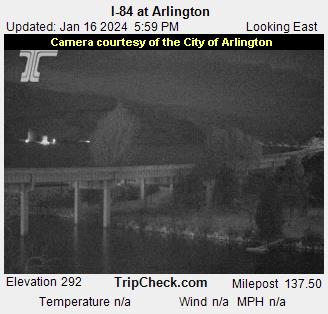 I-84 at Arlington
Updated: Jan 16 2024 5:59 PM Looking East
Camera courtesy of the City of Arlington
Elevation 292 TripCheck.com Milepost 137.50
Temperature n/a Wind n/a MPH n/a